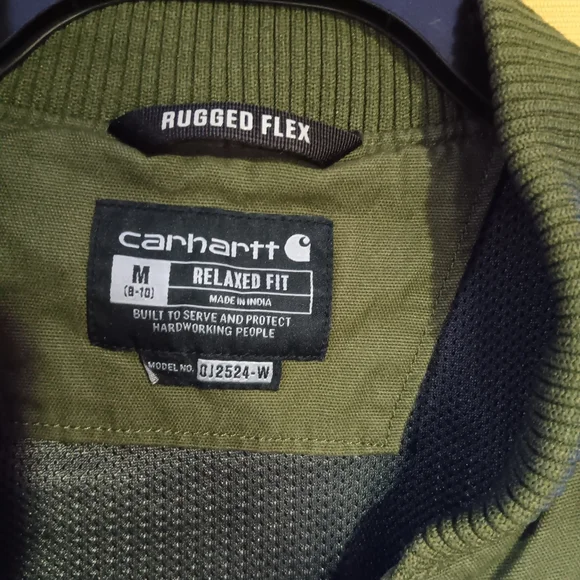 RUGGED FLEX
carhartt
M
(8-10)
RELAXED FIT
MADE IN INDIA
BUILT TO SERVE AND PROTECT
HARDWORKING PEOPLE
MODEL NO. OJ2524-W